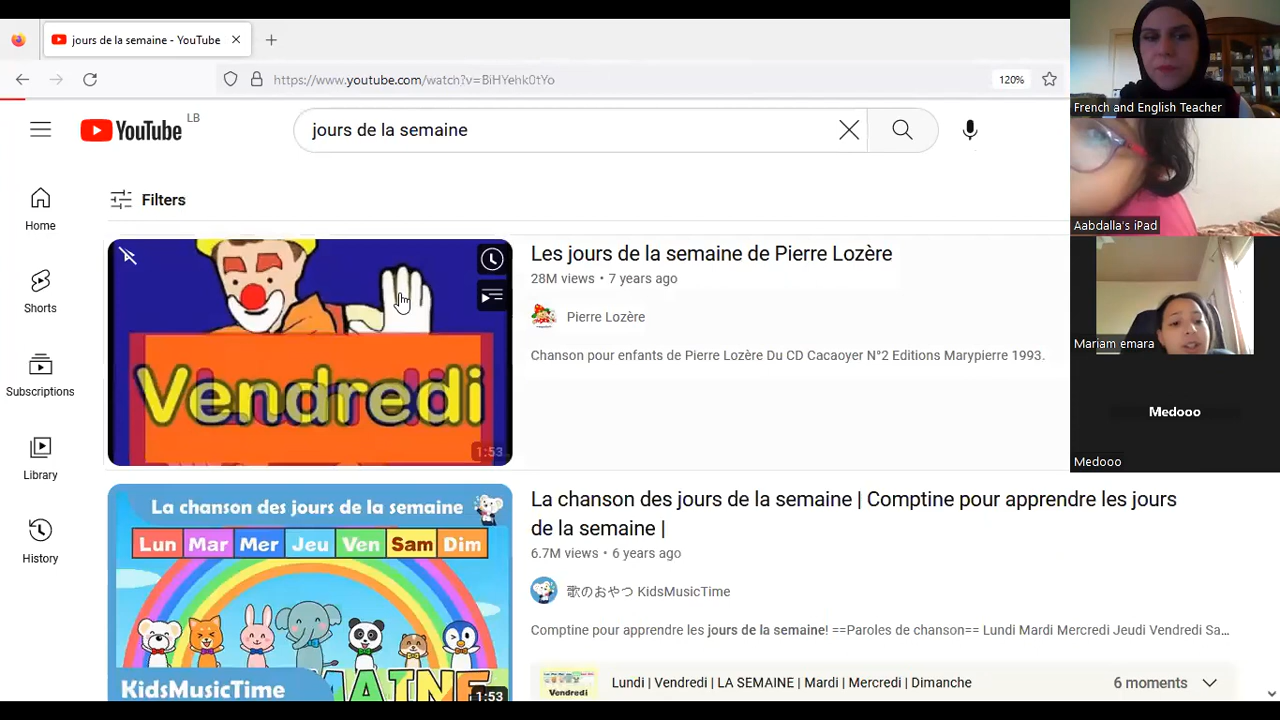 jours de la semaine - YouTube
https://www.youtube.com/watch?v=BiHYehk0tYo
120%
YouTube
LB
jours de la semaine
Home
Shorts
Subscriptions
Library
History
Filters
Vendredi
1:53
Les jours de la semaine de Pierre Lozère
28M views • 7 years ago
Pierre Lozère
Chanson pour enfants de Pierre Lozère Du CD Cacaoyer N°2 Editions Marypierre 1993.
La chanson des jours de la semaine
Lun Mar Mer Jeu Ven Sam Dim
KidsMusicTime
1:53
La chanson des jours de la semaine | Comptine pour apprendre les jours
de la semaine |
6.7M views • 6 years ago
歌のおやつ KidsMusicTime
Comptine pour apprendre les jours de la semaine! ==Paroles de chanson== Lundi Mardi Mercredi Jeudi Vendredi Sa...
Vendredi
Lundi | Vendredi | LA SEMAINE | Mardi | Mercredi | Dimanche
6 moments
French and English Teacher
Aabdalla's iPad
Mariam emara
Medooo
Medooo